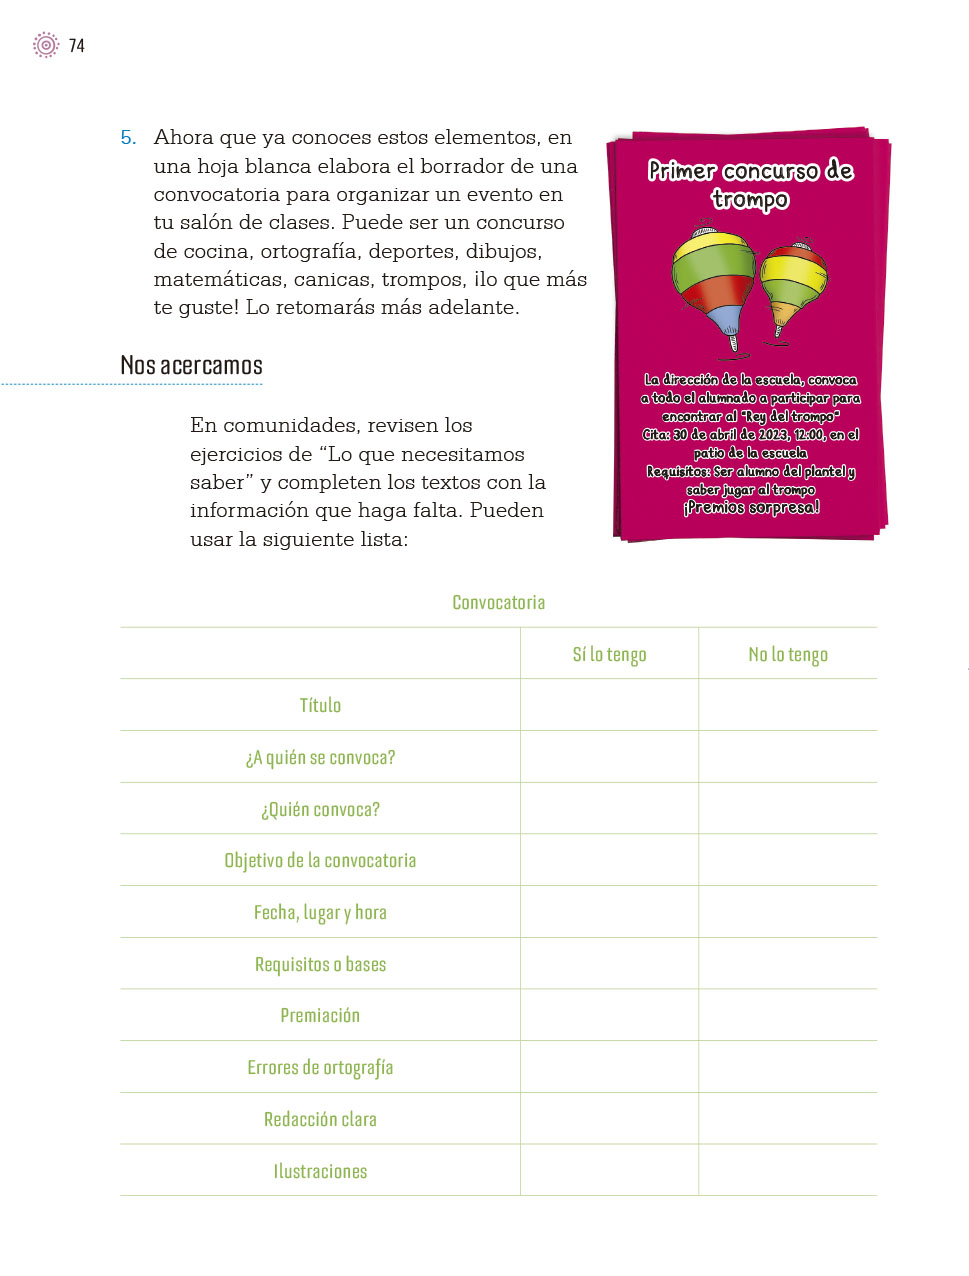 74
5. Ahora que ya conoces estos elementos, en
una hoja blanca elabora el borrador de una
convocatoria para organizar un evento en
tu salón de clases. Puede ser un concurso
de cocina, ortografía, deportes, dibujos,
matemáticas, canicas, trompos, ¡lo que más
te guste! Lo retomarás más adelante.
Primer concurso de
trompo
La dirección de la escuela, convoca
a todo el alumnado a participar para
encontrar al "Rey del trompo"
Cita: 30 de abril de 2023, 12:00, en el
patio de la escuela
Requisitos: Ser alumno del plantel y
saber jugar al trompo
¡Premios sorpresa!
Nos acercamos
En comunidades, revisen los
ejercicios de “Lo que necesitamos
saber” y completen los textos con la
información que haga falta. Pueden
usar la siguiente lista:
Convocatoria
Sí lo tengo No lo tengo
Título
¿A quién se convoca?
¿Quién convoca?
Objetivo de la convocatoria
Fecha, lugar y hora
Requisitos o bases
Premiación
Errores de ortografía
Redacción clara
Ilustraciones